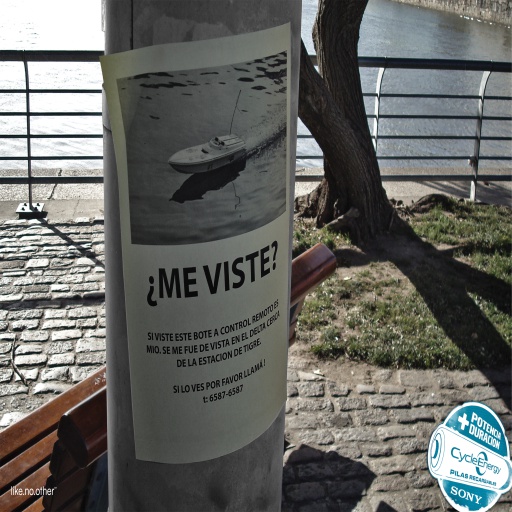 ¿ME VISTE?
SI VISTE ESTE BOTE A CONTROL REMOTO ES
MIO. SE ME FUE DE VISTA EN EL DELTA CERCA
DE LA ESTACION DE TIGRE.
SI LO VES POR FAVOR LLAMA!
t: 6587-6587
like.no.other
+ POTENCIA
DURACIÓN
CycleEnergy
PILAS RECARGABLES
SONY